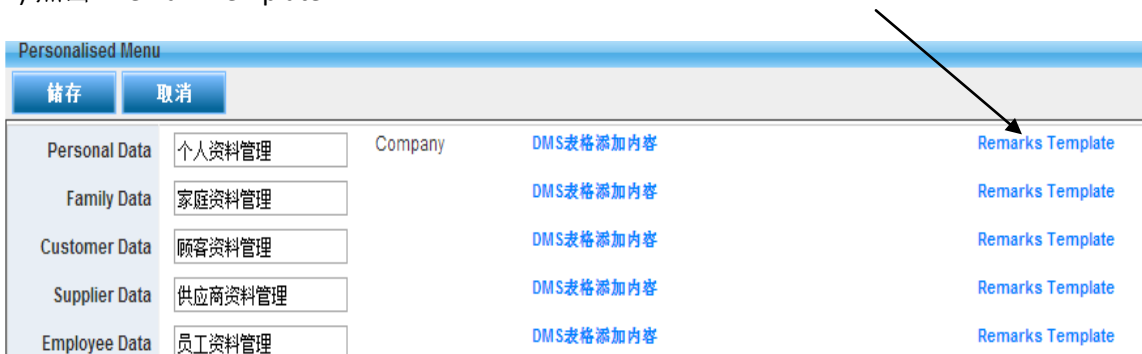 Personalised Menu
储存 取消
Personal Data 个人资料管理 Company DMS表格添加内容 Remarks Template
Family Data 家庭资料管理 DMS表格添加内容 Remarks Template
Customer Data 顾客资料管理 DMS表格添加内容 Remarks Template
Supplier Data 供应商资料管理 DMS表格添加内容 Remarks Template
Employee Data 员工资料管理 DMS表格添加内容 Remarks Template